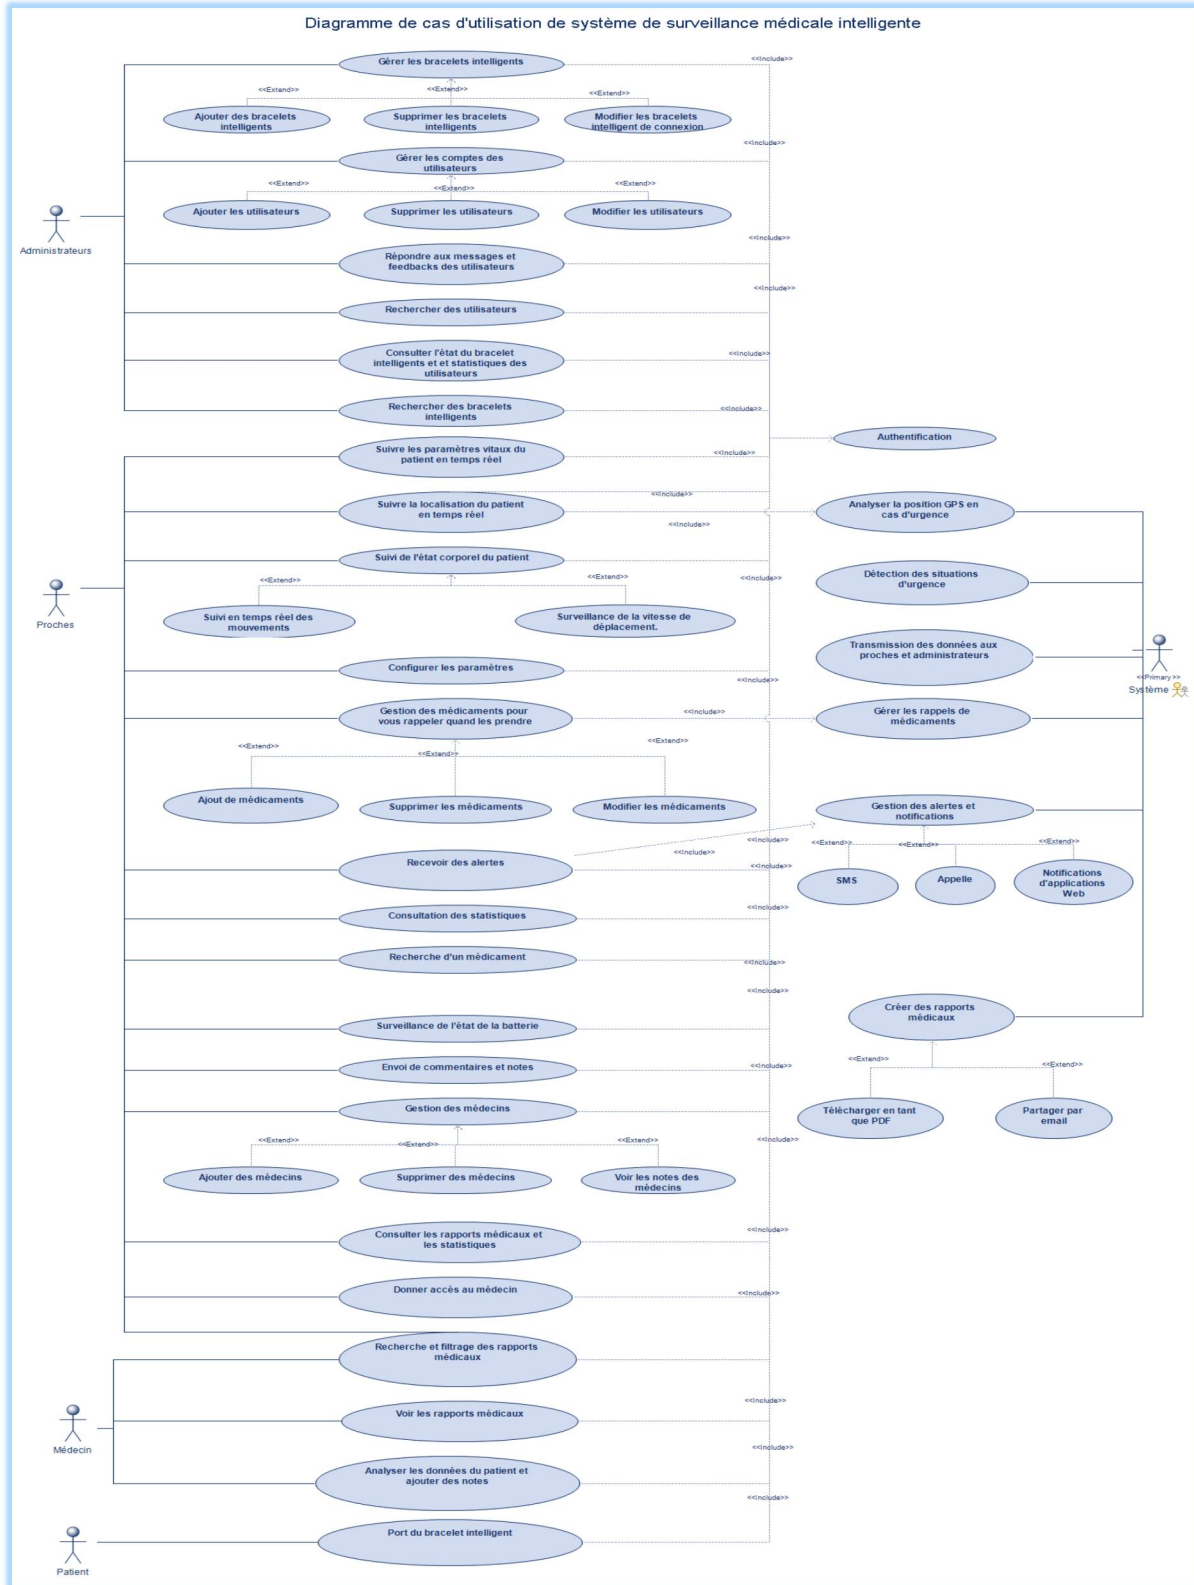 Diagramme de cas d'utilisation de système de surveillance médicale intelligente
Gérer les bracelets intelligents
<<Include>>
<<Extend>>
<<Extend>>
<<Extend>>
Ajouter des bracelets
intelligents
Supprimer les bracelets
intelligents
Modifier les bracelets
intelligent de connexion
<<Include>>
Gérer les comptes des
utilisateurs
<<Extend>>
<<Extend>>
<<Extend>>
Ajouter les utilisateurs
Supprimer les utilisateurs
Modifier les utilisateurs
Administrateurs
<<Include>>
Répondre aux messages et
feedbacks des utilisateurs
<<Include>>
Rechercher des utilisateurs
Consulter l'état du bracelet
intelligents et et statistiques des
utilisateurs
<<Include>>
Rechercher des bracelets
intelligents
<<Include>>
Authentification
Suivre les paramètres vitaux du
patient en temps réel
<<Include>>
<<Include>>
Suivre la localisation du patient
en temps réel
<<Include>>
Analyser la position GPS en
cas d'urgence
Suivi de l'état corporel du patient
<<Extend>>
<<Extend>>
<<Include>>
Détection des situations
d'urgence
Proches
Suivi en temps réel des
mouvements
Surveillance de la vitesse de
déplacement.
Transmission des données aux
proches et administrateurs
<<Primary>>
Système
Configurer les paramètres
<<Include>>
Gestion des médicaments pour
vous rappeler quand les prendre
<<Include>>
Gérer les rappels de
médicaments
<<Extend>>
<<Extend>>
<<Extend>>
<<Include>>
Ajout de médicaments
Supprimer les médicaments
Modifier les médicaments
Gestion des alertes et
notifications
<<Include>>
<<Include>>
<<Extend>>
<<Extend>>
<<Extend>>
Recevoir des alertes
SMS
Appelle
Notifications
d'applications
Web
<<Include>>
Consultation des statistiques
Recherche d'un médicament
<<Include>>
<<Include>>
Créer des rapports
médicaux
Surveillance de l'état de la batterie
<<Extend>>
<<Extend>>
Envoi de commentaires et notes
<<Include>>
Gestion des médecins
Télécharger en tant
que PDF
Partager par
email
<<Extend>>
<<Extend>>
<<Extend>>
<<Include>>
Ajouter des médecins
Supprimer des médecins
Voir les notes des
médecins
<<Include>>
Consulter les rapports médicaux et
les statistiques
Donner accès au médecin
<<Include>>
Recherche et filtrage des rapports
médicaux
<<Include>>
Voir les rapports médicaux
Médecin
<<Include>>
Analyser les données du patient et
ajouter des notes
<<Include>>
Port du bracelet intelligent
Patient